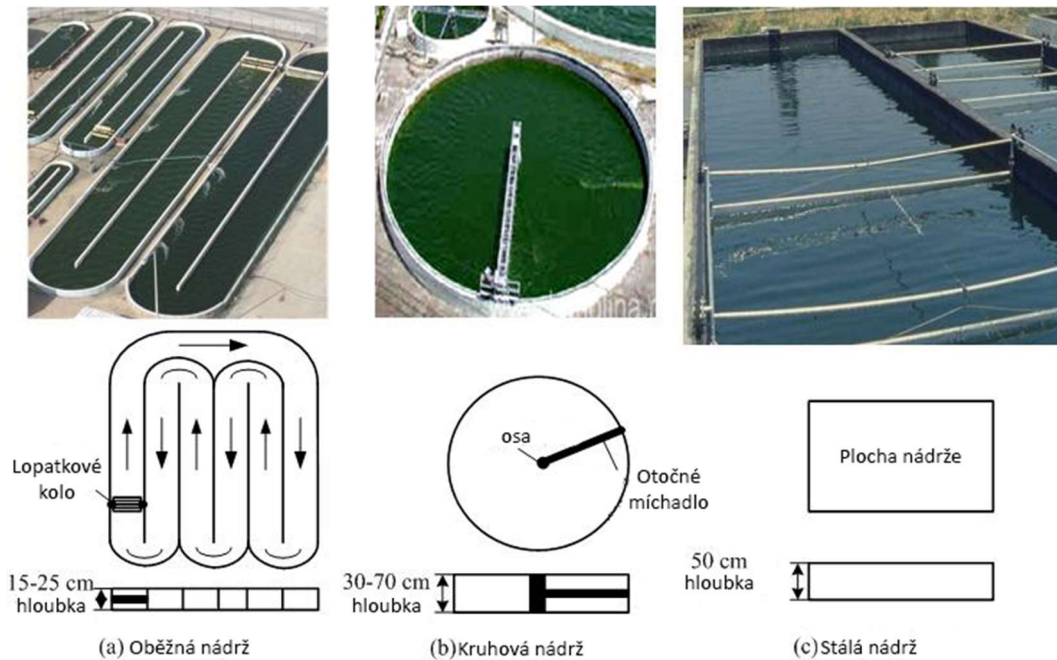 Lopatkové
kolo
15-25 cm
hloubka
(a) Oběžná nádrž
osa
Otočné
míchadlo
30-70 cm
hloubka
(b) Kruhová nádrž
Plocha nádrže
50 cm
hloubka
(c) Stálá nádrž